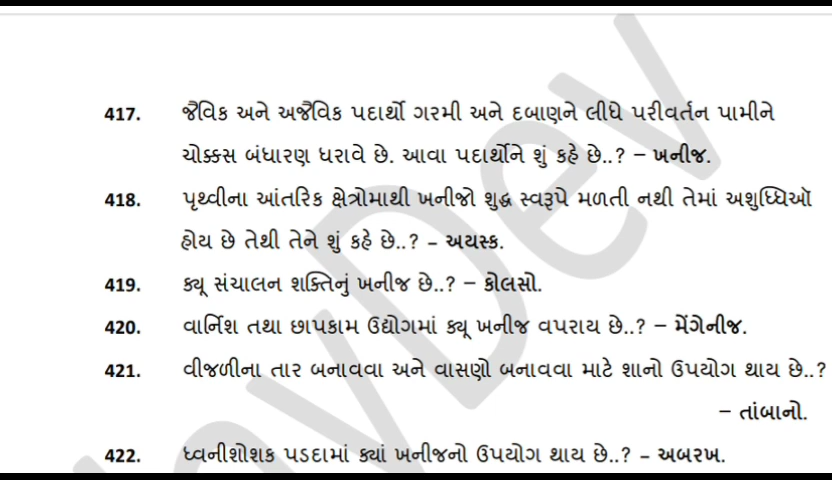 417. જૈવિક અને અજૈવિક પદાર્થો ગરમી અને દબાણને લીધે પરીવર્તન પામીને
ચોક્કસ બંધારણ ધરાવે છે. આવા પદાર્થોને શું કહે છે..? – ખનીજ.
418. પૃથ્વીના આંતરિક ક્ષેત્રોમાથી ખનીજો શુદ્ધ સ્વરૂપે મળતી નથી તેમાં અશુધ્ધિઓ
હોય છે તેથી તેને શું કહે છે..? – અયસ્ક.
419. ક્યૂ સંચાલન શક્તિનું ખનીજ છે..? – કોલસો.
420. વાર્નિશ તથા છાપકામ ઉદ્યોગમાં ક્યૂ ખનીજ વપરાય છે..? – મેંગેનીજ.
421. વીજળીના તાર બનાવવા અને વાસણો બનાવવા માટે શાનો ઉપયોગ થાય છે..?
– તાંબાનો.
422. ધ્વનીશોશક પડદામાં ક્યાં ખનીજનો ઉપયોગ થાય છે..? – અબરખ.